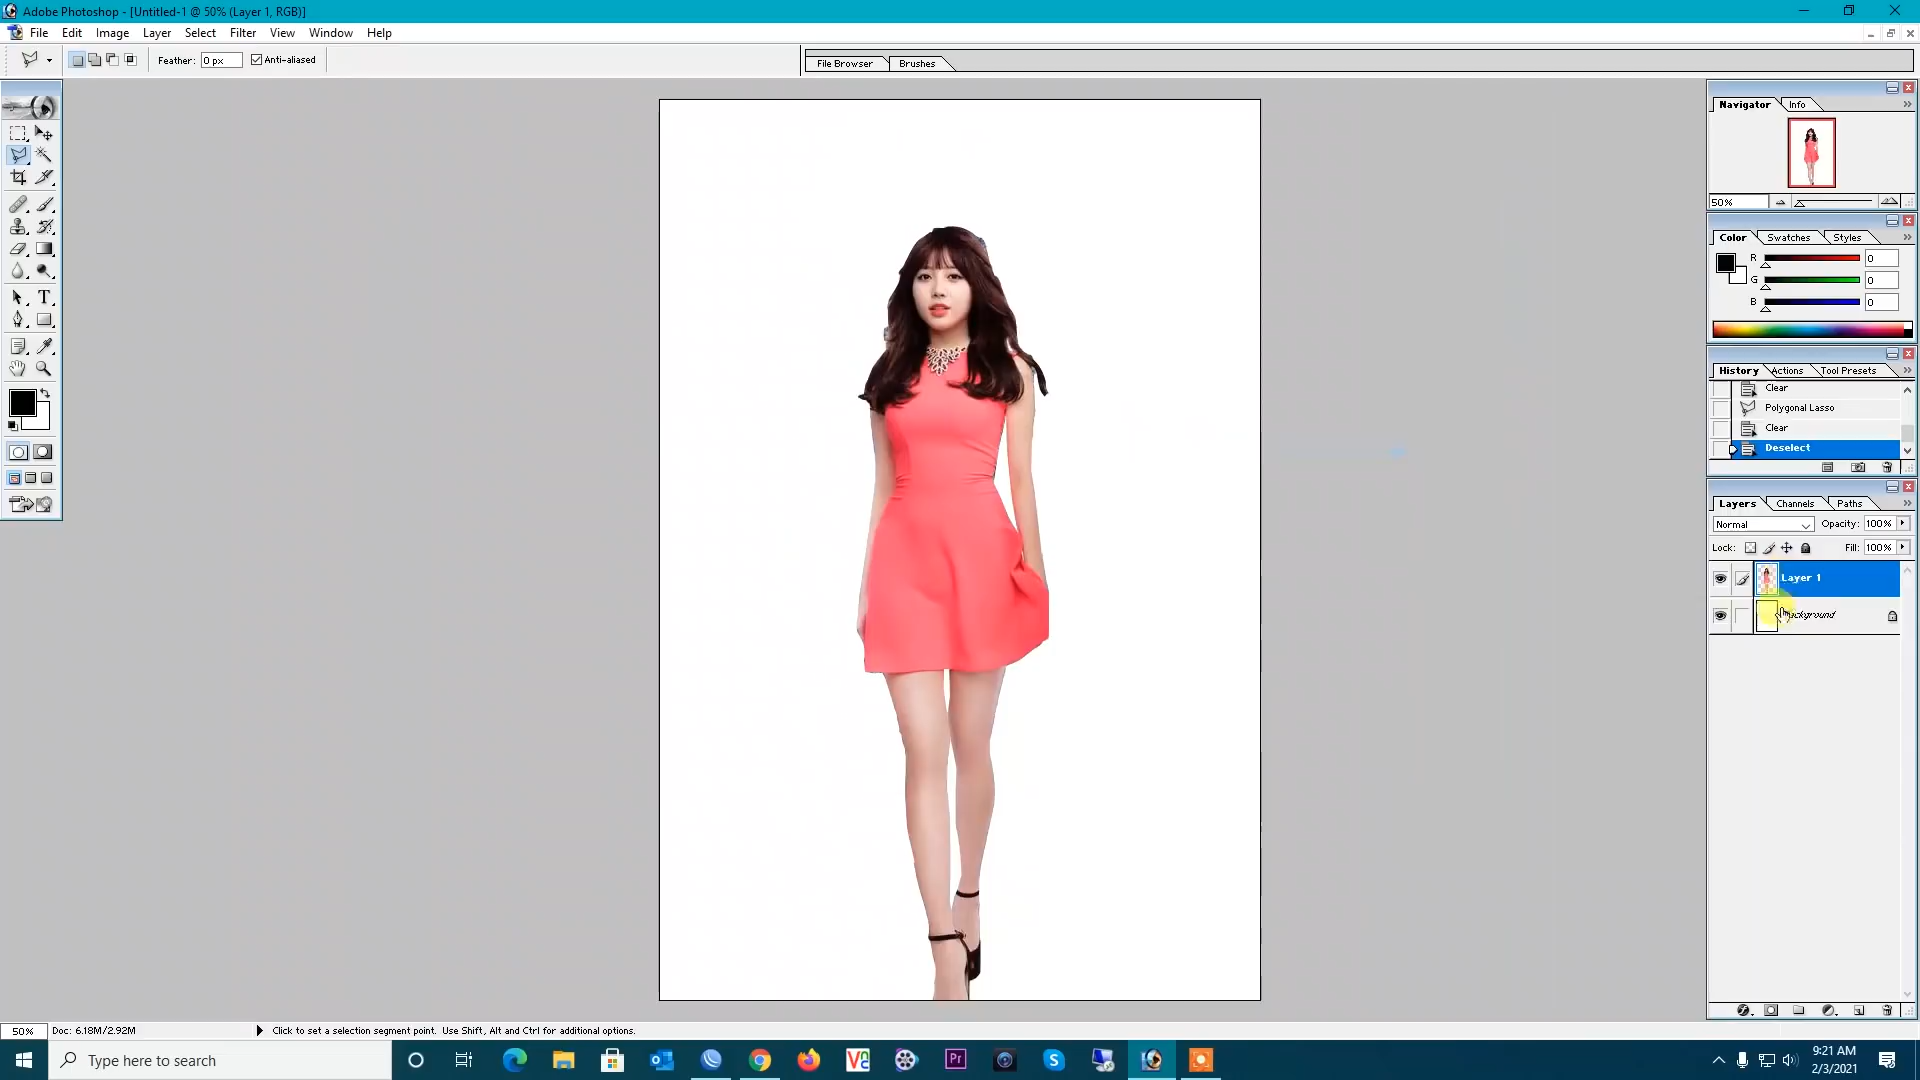 Adobe Photoshop - [Untitled-1 @ 50% (Layer 1, RGB)]
File Edit Image Layer Select Filter View Window Help
Feather: 0 px Anti-aliased
File Browser Brushes
Navigator Info
50%
Color Swatches Styles
R 0
G 0
B 0
History Actions Tool Presets
Clear
Polygonal Lasso
Clear
Deselect
Layers Channels Paths
Normal Opacity: 100%
Lock: Fill: 100%
Layer 1
ackground
50% Doc: 6.18M/2.92M Click to set a selection segment point. Use Shift, Alt and Ctrl for additional options.
Type here to search
9:21 AM
2/3/2021